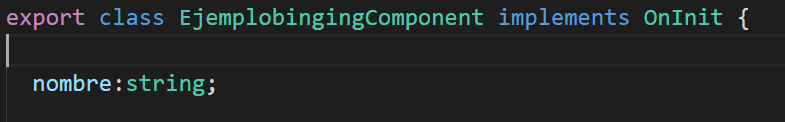 export class EjemplobingingComponent implements OnInit {
nombre:string;